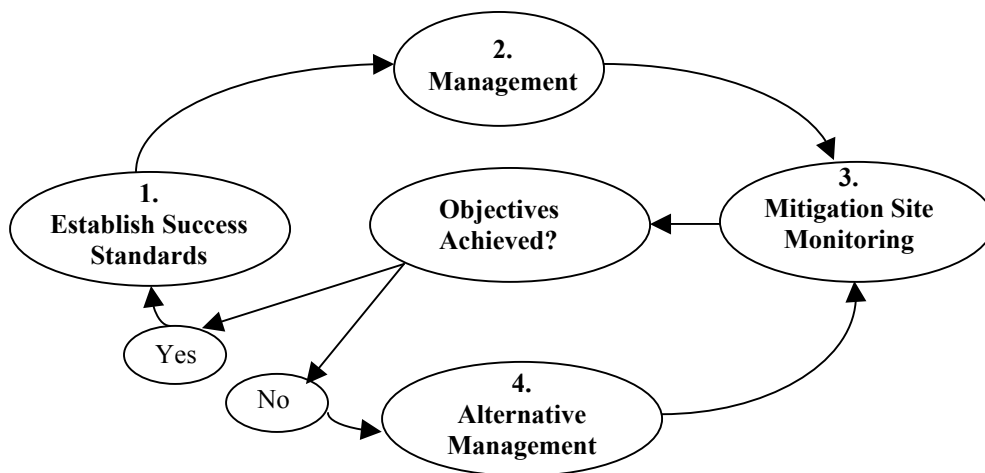 2.
Management
1.
Establish Success
Standards
Objectives
Achieved?
3.
Mitigation Site
Monitoring
Yes
No
4.
Alternative
Management